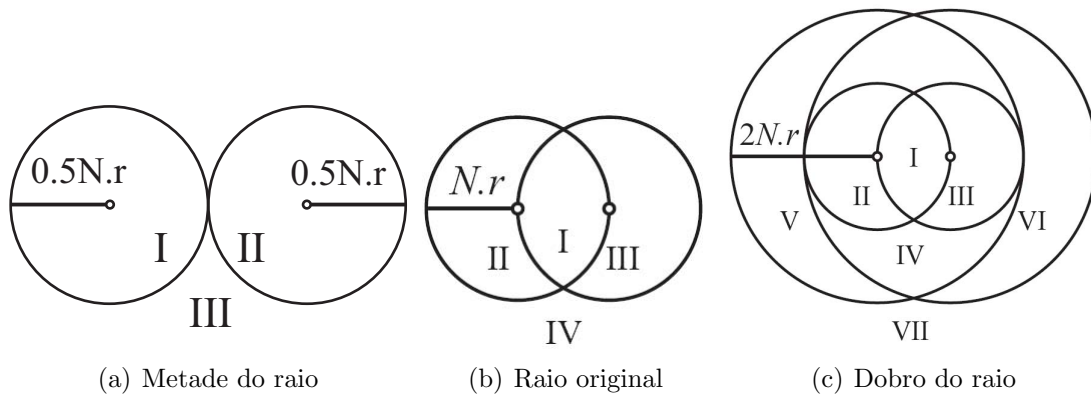 0.5N.r
0.5N.r
I
II
III
(a) Metade do raio
N.r
II
I
III
IV
(b) Raio original
2N.r
I
II
III
V
VI
IV
VII
(c) Dobro do raio